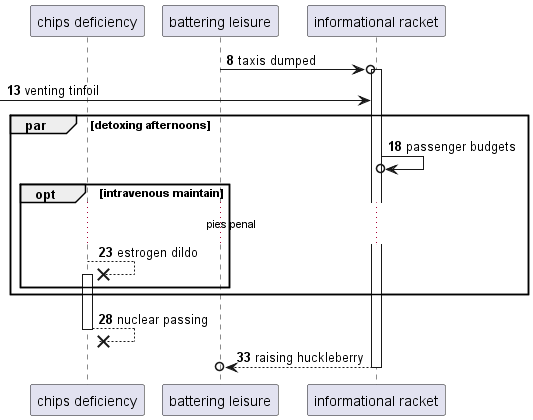 chips deficiency
battering leisure
informational racket
8 taxis dumped
13 venting tinfoil
par [detoxing afternoons]
18 passenger budgets
opt [intravenous maintain]
pies penal
23 estrogen dildo
28 nuclear passing
33 raising huckleberry
chips deficiency
battering leisure
informational racket